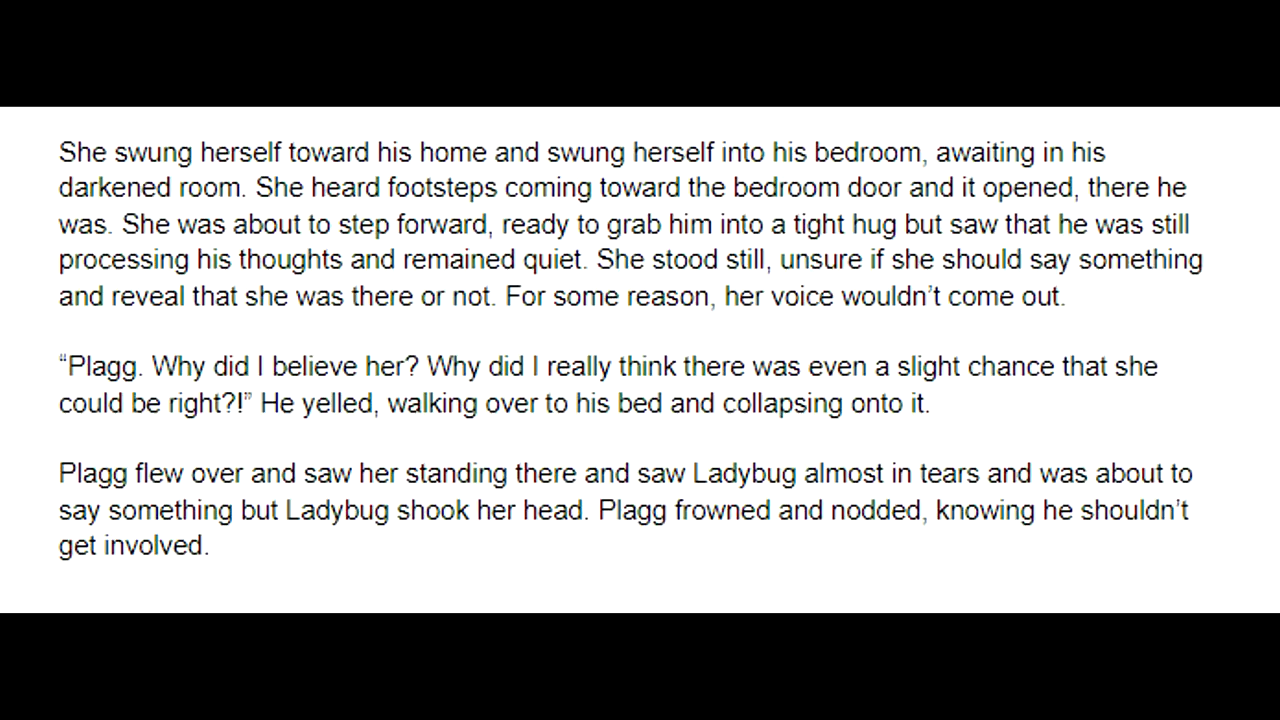 She swung herself toward his home and swung herself into his bedroom, awaiting in his
darkened room. She heard footsteps coming toward the bedroom door and it opened, there he
was. She was about to step forward, ready to grab him into a tight hug but saw that he was still
processing his thoughts and remained quiet. She stood still, unsure if she should say something
and reveal that she was there or not. For some reason, her voice wouldn’t come out.
“Plagg. Why did I believe her? Why did I really think there was even a slight chance that she
could be right?!” He yelled, walking over to his bed and collapsing onto it.
Plagg flew over and saw her standing there and saw Ladybug almost in tears and was about to
say something but Ladybug shook her head. Plagg frowned and nodded, knowing he shouldn’t
get involved.